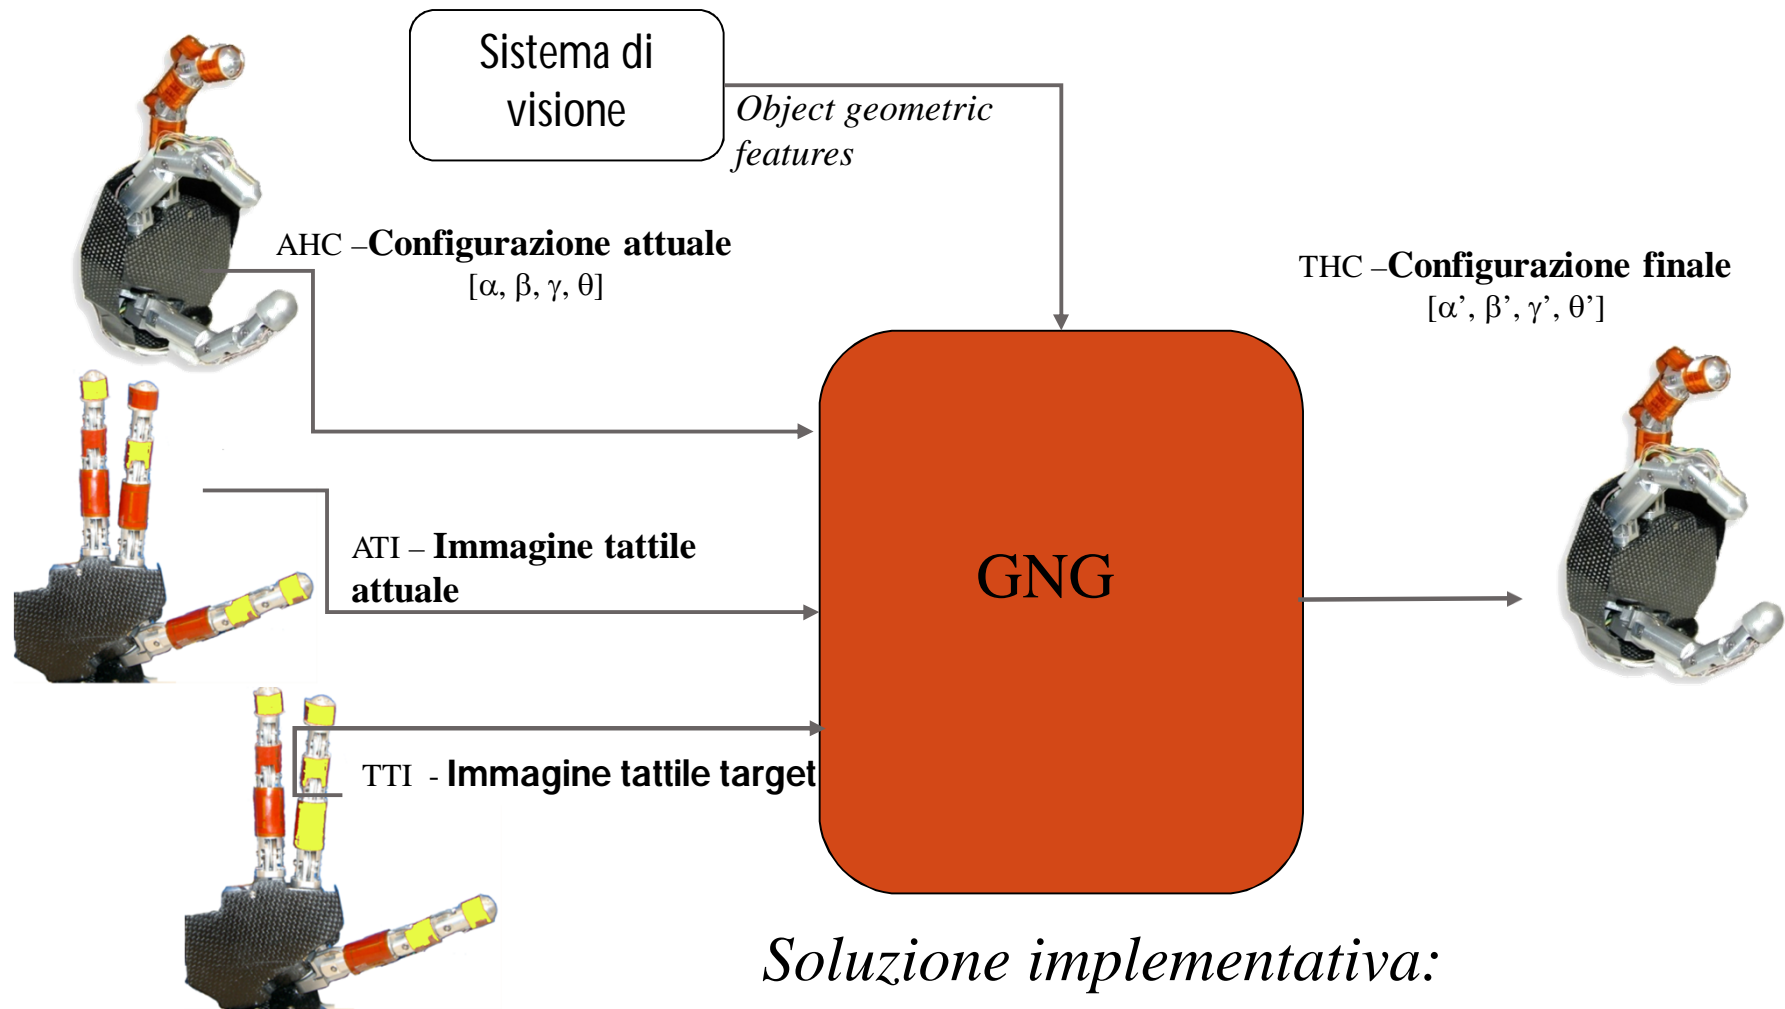 Sistema di
visione
Object geometric
features
AHC –Configurazione attuale
[α, β, γ, θ]
THC –Configurazione finale
[α’, β’, γ’, θ’]
ATI – Immagine tattile
attuale
GNG
TTI - Immagine tattile target
Soluzione implementativa: